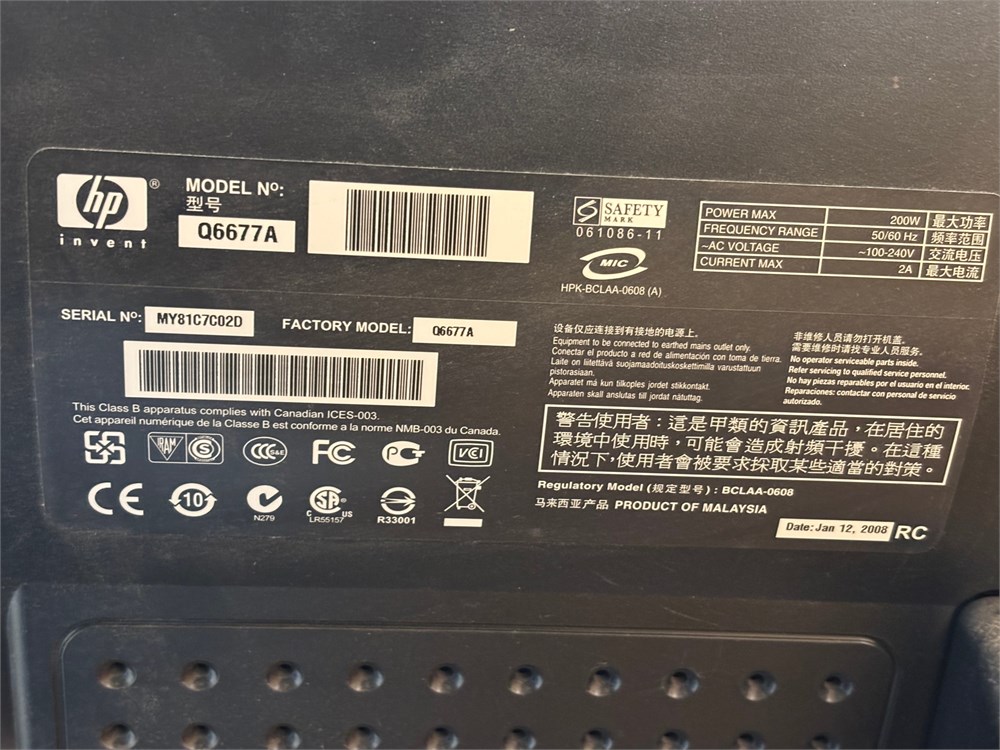 hp ®
invent
MODEL Nº:
型号
Q6677A
SAFETY
MARK
061086-11
MIC
HPK-BCLAA-0608 (A)
POWER MAX 200W 最大功率
FREQUENCY RANGE 50/60 Hz 频率范围
~AC VOLTAGE ~100-240V 交流电压
CURRENT MAX 2A 最大电流
SERIAL Nº: MY81C7C02D
FACTORY MODEL: Q6677A
This Class B apparatus complies with Canadian ICES-003.
Cet appareil numérique de la Classe B est conforme a la norme NMB-003 du Canada.
IRAM S CCC S&E FC PCT VCI
CE 10 N279 SA C US LR55157 R33001
设备仅应连接到有接地的电源上.
Equipment to be connected to earthed mains outlet only.
Conectar el producto a red de alimentación con toma de tierra.
Laite on liitettävä suojamaadoituskoskettimilla varustattuun
pistorasiaan.
Apparatet må kun tilkoples jordet stikkontakt.
Apparaten skall anslutas till jordat nätuttag.
非维修人员请勿打开机盖.
需要维修时请找专业人员服务.
No operator serviceable parts inside.
Refer servicing to qualified service personnel.
No hay piezas reparables por el usuario en el interior.
Reparaciones: contactar con personal de servicio
autorizado.
警告使用者：這是甲類的資訊產品，在居住的
環境中使用時，可能會造成射頻干擾。在這種
情況下，使用者會被要求採取某些適當的對策。
Regulatory Model (规定型号) : BCLAA-0608
马来西亚产品 PRODUCT OF MALAYSIA
Date: Jan 12, 2008 RC